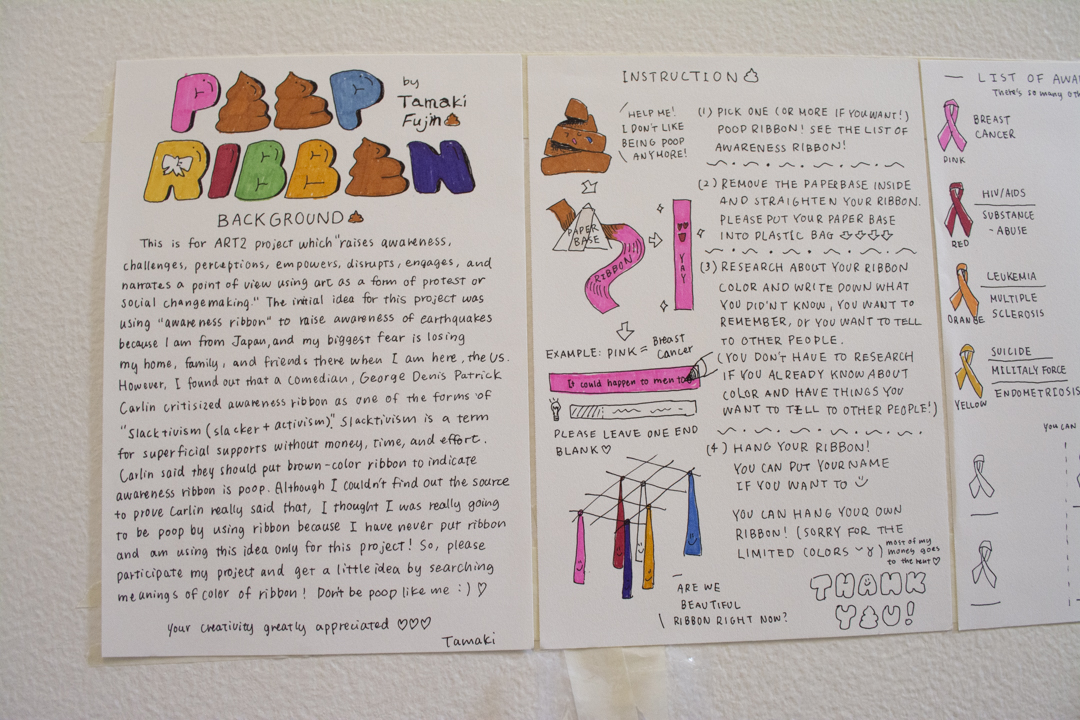 POOP
RIBBON
by
Tamaki
Fujino
BACKGROUND
This is for ART2 project which "raises awareness,
challenges, perceptions, empowers, disrupts, engages, and
narrates a point of view using art as a form of protest or
social changemaking." The initial idea for this project was
using "awareness ribbon" to raise awareness of earthquakes
because I am from Japan, and my biggest fear is losing
my home, family, and friends there when I am here, the US.
However, I found out that a comedian, George Denis Patrick
Carlin critisized awareness ribbon as one of the forms of
"Slacktivism (slacker + activism)." Slacktivism is a term
for superficial supports without money, time, and effort.
Carlin said they should put brown-color ribbon to indicate
awareness ribbon is poop. Although I couldn't find out the source
to prove Carlin really said that, I thought I was really going
to be poop by using ribbon because I have never put ribbon
and am using this idea only for this project! So, please
participate my project and get a little idea by searching
meanings of color of ribbon! Don't be poop like me :) ♡
Your creativity greatly appreciated ♡♡♡
Tamaki
INSTRUCTION
HELP ME!
I DON'T LIKE
BEING POOP
ANYMORE!
PAPER
BASE
RIBBON
YAY
EXAMPLE: PINK = Breast
Cancer
It could happen to men too
PLEASE LEAVE ONE END
BLANK♡
ARE WE
BEAUTIFUL
RIBBON RIGHT NOW?
(1) PICK ONE (OR MORE IF YOU WANT!)
POOP RIBBON! SEE THE LIST OF
AWARENESS RIBBON!
(2) REMOVE THE PAPERBASE INSIDE
AND STRAIGHTEN YOUR RIBBON.
PLEASE PUT YOUR PAPER BASE
INTO PLASTIC BAG ⇩⇩⇩⇩
(3) RESEARCH ABOUT YOUR RIBBON
COLOR AND WRITE DOWN WHAT
YOU DIDN'T KNOW, YOU WANT TO
REMEMBER, OR YOU WANT TO TELL
TO OTHER PEOPLE.
(YOU DON'T HAVE TO RESEARCH
IF YOU ALREADY KNOW ABOUT
COLOR AND HAVE THINGS YOU
WANT TO TELL TO OTHER PEOPLE!)
(4) HANG YOUR RIBBON!
YOU CAN PUT YOUR NAME
IF YOU WANT TO
YOU CAN HANG YOUR OWN
RIBBON! (SORRY FOR THE
LIMITED COLORS)
most of my
money goes
to the rent ♡
THANK
YOU!
LIST OF AWA
There's so many oth
PINK
BREAST
CANCER
RED
HIV/AIDS
SUBSTANCE
-ABUSE
ORANBE
LEUKEMIA
MULTIPLE
SCLEROSIS
YELLOW
SUICIDE
MILITALY FORCE
ENDOMETRIOSIS
YOU CAN